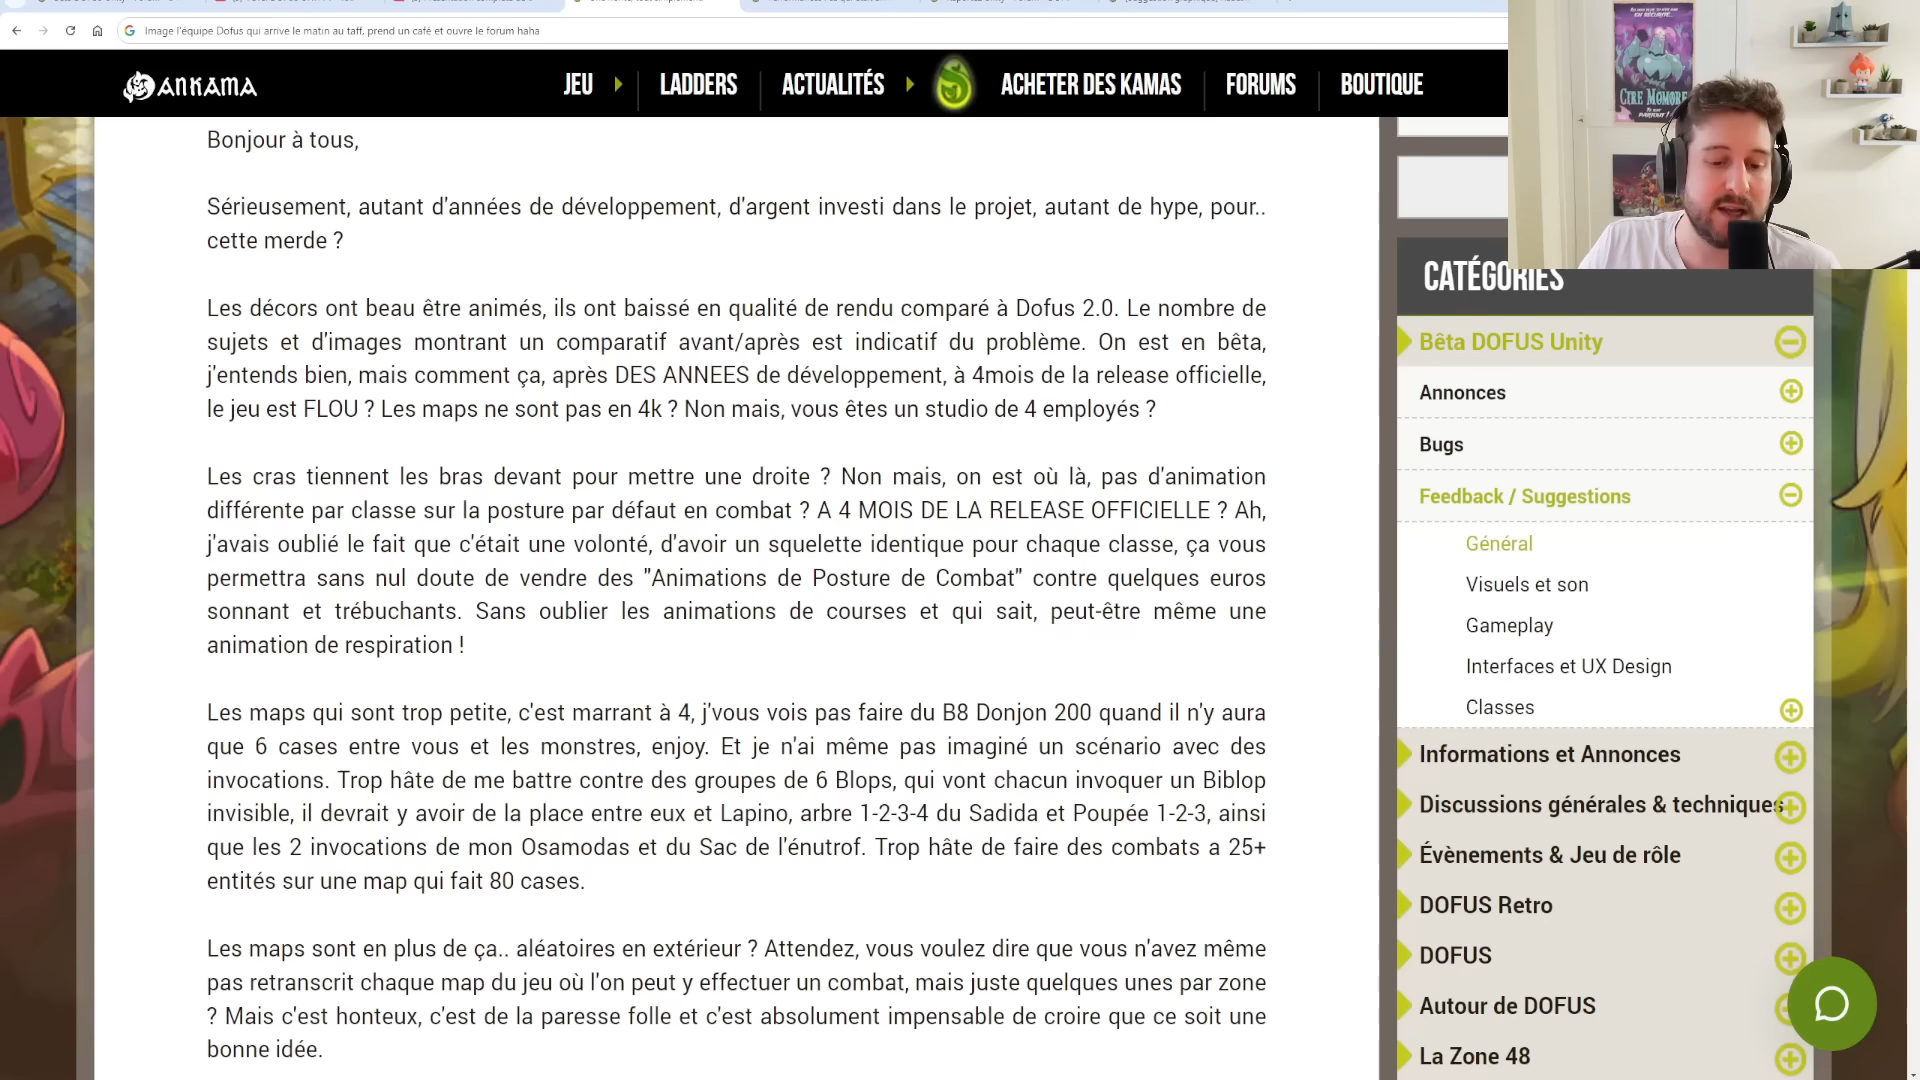 Image l'équipe Dofus qui arrive le matin au taff, prend un café et ouvre le forum haha
ANKAMA
JEU
LADDERS
ACTUALITÉS
ACHETER DES KAMAS
FORUMS
BOUTIQUE
Bonjour à tous,
Sérieusement, autant d'années de développement, d'argent investi dans le projet, autant de hype, pour..
cette merde ?
Les décors ont beau être animés, ils ont baissé en qualité de rendu comparé à Dofus 2.0. Le nombre de
sujets et d'images montrant un comparatif avant/après est indicatif du problème. On est en bêta,
j'entends bien, mais comment ça, après DES ANNEES de développement, à 4mois de la release officielle,
le jeu est FLOU ? Les maps ne sont pas en 4k ? Non mais, vous êtes un studio de 4 employés ?
Les cras tiennent les bras devant pour mettre une droite ? Non mais, on est où là, pas d'animation
différente par classe sur la posture par défaut en combat ? A 4 MOIS DE LA RELEASE OFFICIELLE ? Ah,
j'avais oublié le fait que c'était une volonté, d'avoir un squelette identique pour chaque classe, ça vous
permettra sans nul doute de vendre des "Animations de Posture de Combat" contre quelques euros
sonnant et trébuchants. Sans oublier les animations de courses et qui sait, peut-être même une
animation de respiration !
Les maps qui sont trop petite, c'est marrant à 4, j'vous vois pas faire du B8 Donjon 200 quand il n'y aura
que 6 cases entre vous et les monstres, enjoy. Et je n'ai même pas imaginé un scénario avec des
invocations. Trop hâte de me battre contre des groupes de 6 Blops, qui vont chacun invoquer un Biblop
invisible, il devrait y avoir de la place entre eux et Lapino, arbre 1-2-3-4 du Sadida et Poupée 1-2-3, ainsi
que les 2 invocations de mon Osamodas et du Sac de l'énutrof. Trop hâte de faire des combats a 25+
entités sur une map qui fait 80 cases.
Les maps sont en plus de ça.. aléatoires en extérieur ? Attendez, vous voulez dire que vous n'avez même
pas retranscrit chaque map du jeu où l'on peut y effectuer un combat, mais juste quelques unes par zone
? Mais c'est honteux, c'est de la paresse folle et c'est absolument impensable de croire que ce soit une
bonne idée.
CATÉGORIES
Bêta DOFUS Unity
Annonces
Bugs
Feedback / Suggestions
Général
Visuels et son
Gameplay
Interfaces et UX Design
Classes
Informations et Annonces
Discussions générales & techniques
Évènements & Jeu de rôle
DOFUS Retro
DOFUS
Autour de DOFUS
La Zone 48